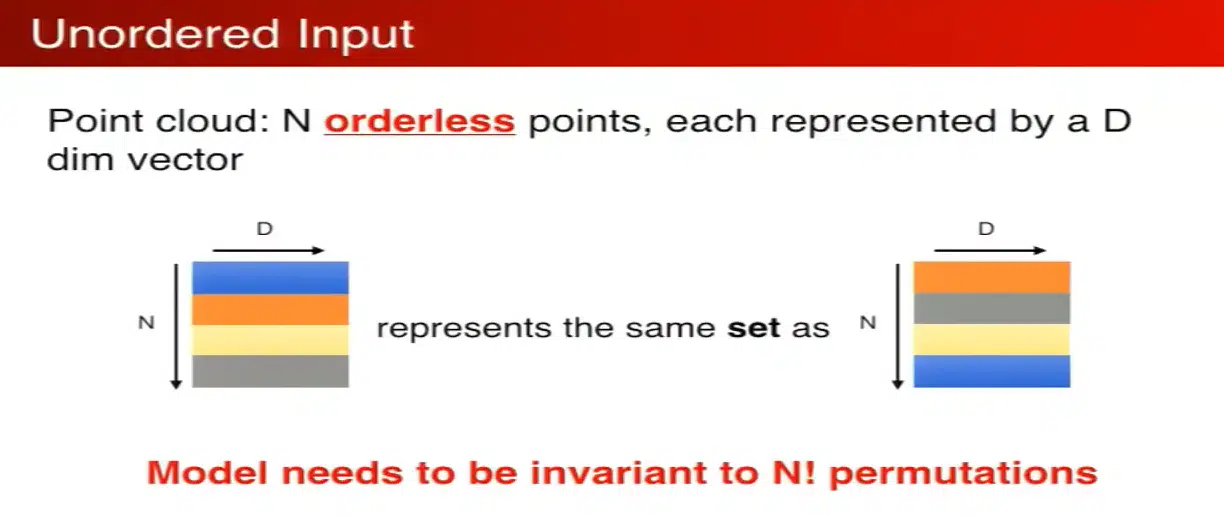 Unordered Input
Point cloud: N orderless points, each represented by a D
dim vector
D
D
N
represents the same set as
N
Model needs to be invariant to N! permutations